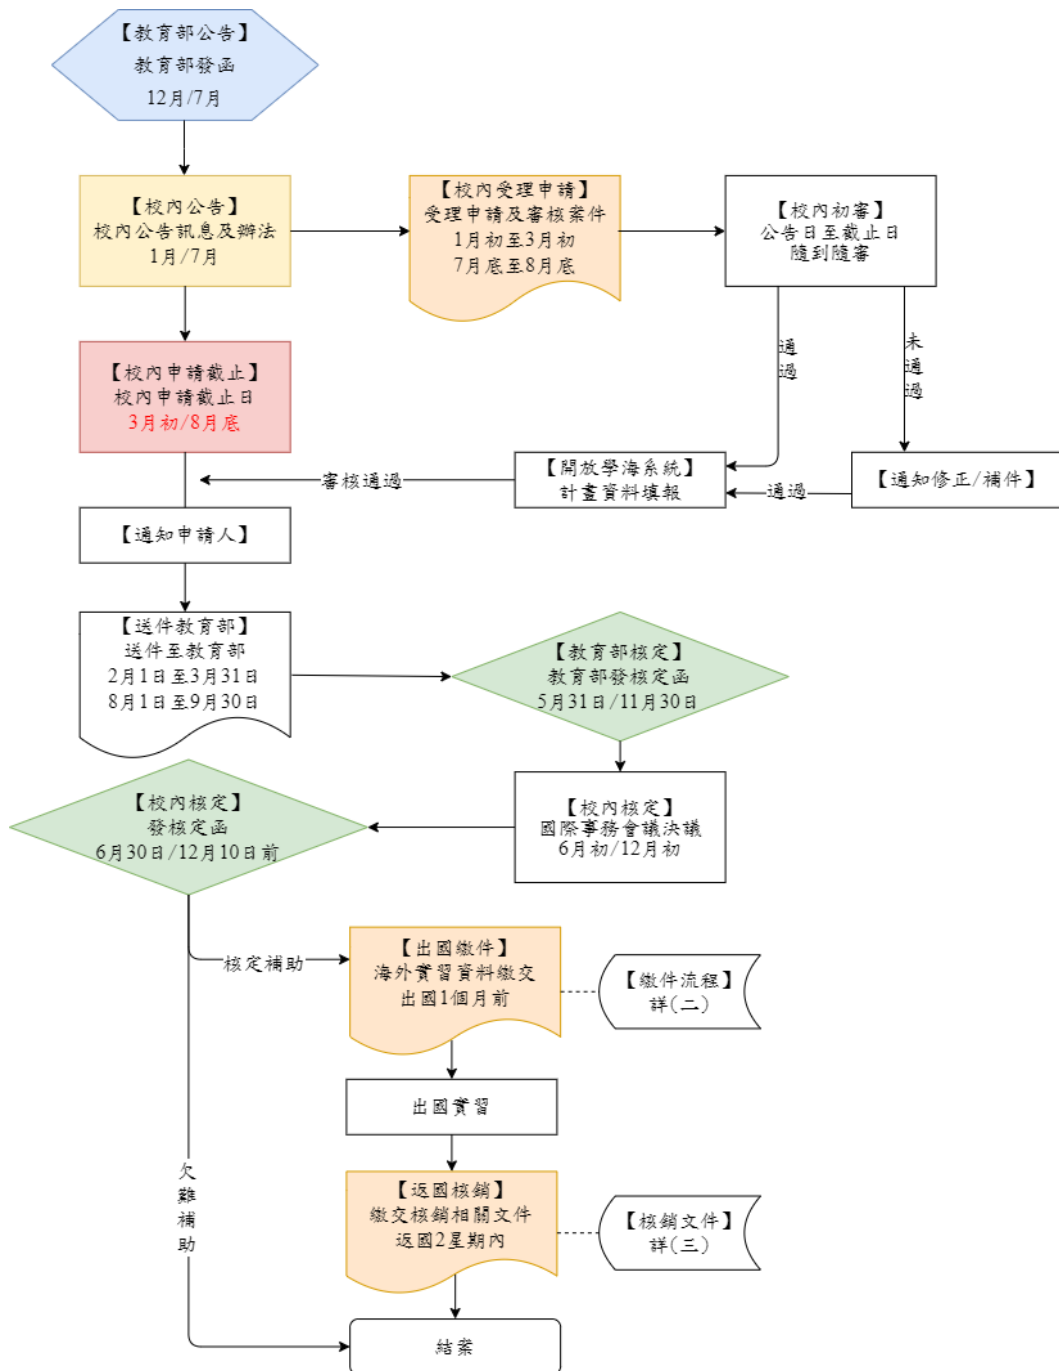 【教育部公告】
教育部發函
12月/7月
【校內公告】
校內公告訊息及辦法
1月/7月
【校內受理申請】
受理申請及審核案件
1月初至3月初
7月底至8月底
【校內初審】
公告日至截止日
隨到隨審
通過
未通過
【校內申請截止】
校內申請截止日
3月初/8月底
【開放學海系統】
計畫資料填報
【通知修正/補件】
通過
審核通過
【通知申請人】
【送件教育部】
送件至教育部
2月1日至3月31日
8月1日至9月30日
【教育部核定】
教育部發核定函
5月31日/11月30日
【校內核定】
國際事務會議決議
6月初/12月初
【校內核定】
發核定函
6月30日/12月10日前
核定補助
【出國繳件】
海外實習資料繳交
出國1個月前
【繳件流程】
詳(二)
出國實習
欠難補助
【返國核銷】
繳交核銷相關文件
返國2星期內
【核銷文件】
詳(三)
結案